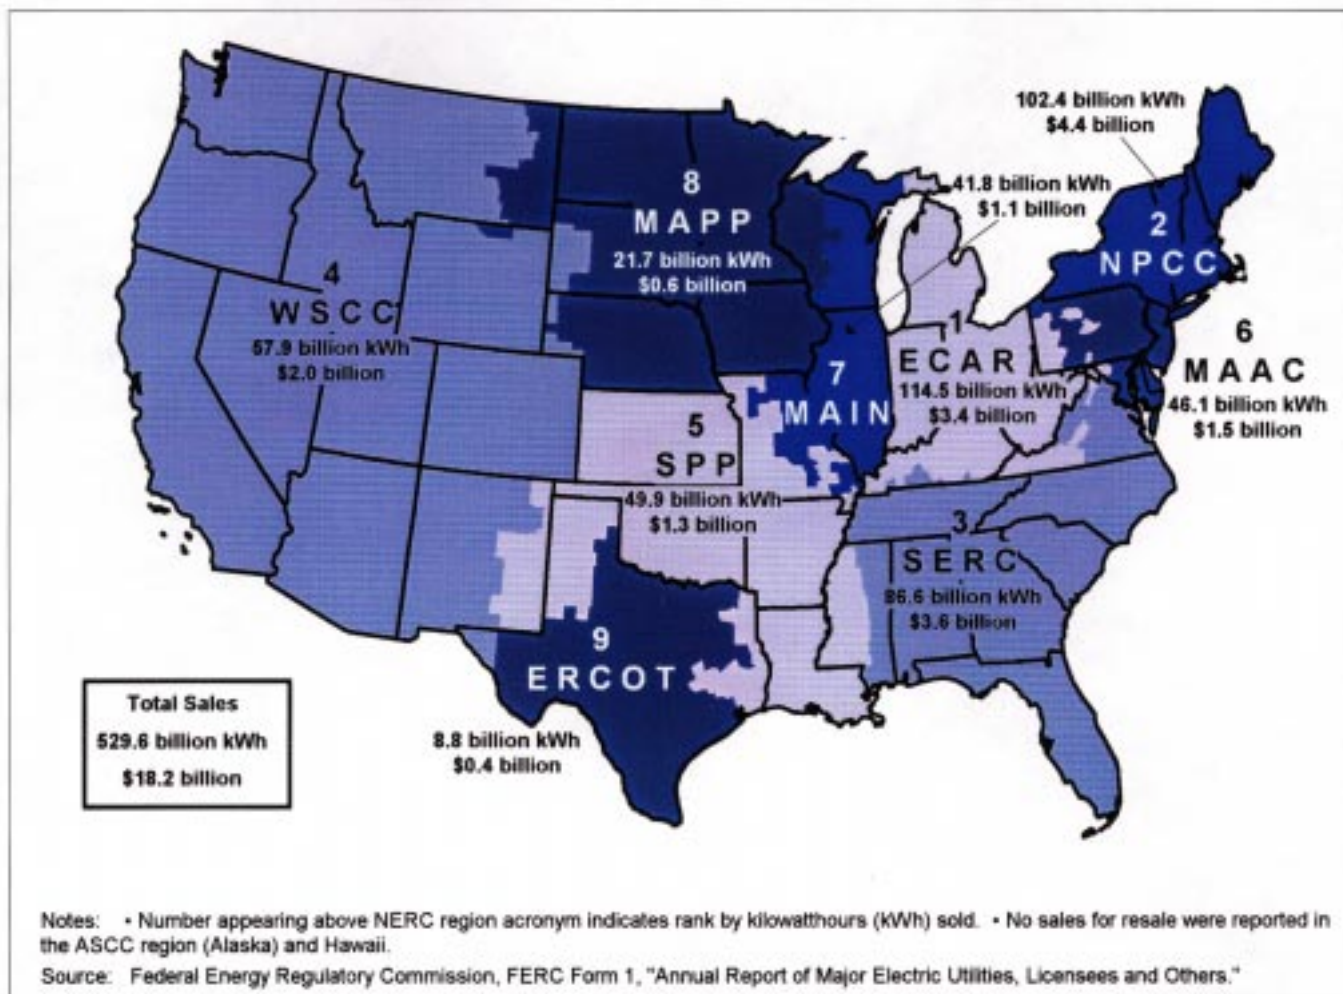 102.4 billion kWh
$4.4 billion
41.8 billion kWh
$1.1 billion
8
MAPP
21.7 billion kWh
$0.6 billion
2
NPCC
4
WSCC
57.9 billion kWh
$2.0 billion
1
ECAR
114.5 billion kWh
$3.4 billion
6
MAAC
46.1 billion kWh
$1.5 billion
7
MAIN
5
SPP
49.9 billion kWh
$1.3 billion
3
SERC
86.6 billion kWh
$3.6 billion
9
ERCOT
8.8 billion kWh
$0.4 billion
Total Sales
529.6 billion kWh
$18.2 billion
Notes: • Number appearing above NERC region acronym indicates rank by kilowatthours (kWh) sold. • No sales for resale were reported in
the ASCC region (Alaska) and Hawaii.
Source: Federal Energy Regulatory Commission, FERC Form 1, "Annual Report of Major Electric Utilities, Licensees and Others."